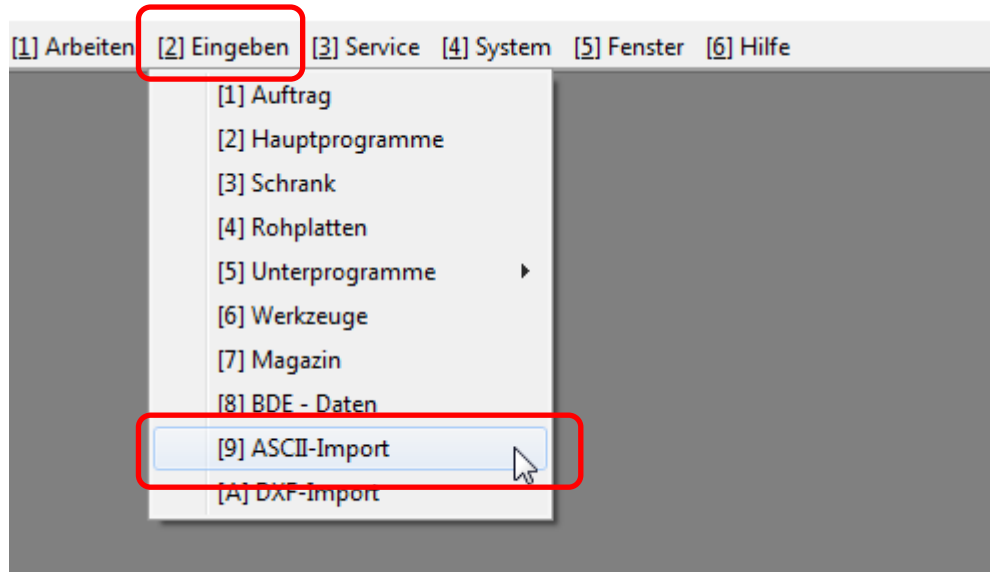 [1] Arbeiten [2] Eingeben [3] Service [4] System [5] Fenster [6] Hilfe
[1] Auftrag
[2] Hauptprogramme
[3] Schrank
[4] Rohplatten
[5] Unterprogramme
[6] Werkzeuge
[7] Magazin
[8] BDE - Daten
[9] ASCII-Import
[A] DXF-Import